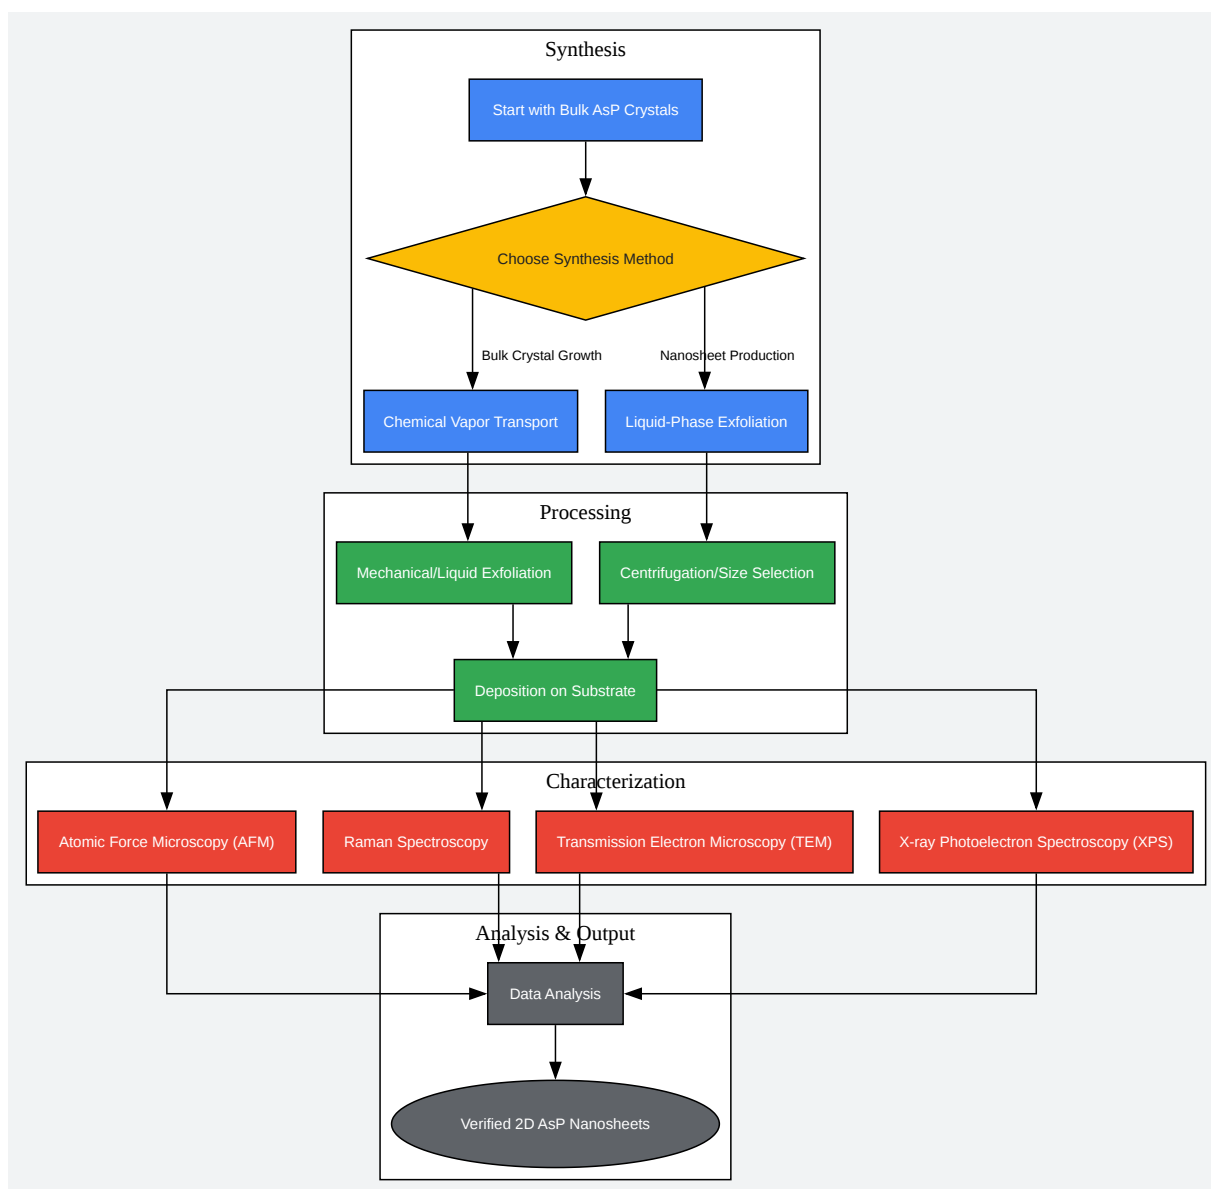 Synthesis
Start with Bulk AsP Crystals
Choose Synthesis Method
Bulk Crystal Growth
Nanosheet Production
Chemical Vapor Transport
Liquid-Phase Exfoliation
Processing
Mechanical/Liquid Exfoliation
Centrifugation/Size Selection
Deposition on Substrate
Characterization
Atomic Force Microscopy (AFM)
Raman Spectroscopy
Transmission Electron Microscopy (TEM)
X-ray Photoelectron Spectroscopy (XPS)
Analysis & Output
Data Analysis
Verified 2D AsP Nanosheets